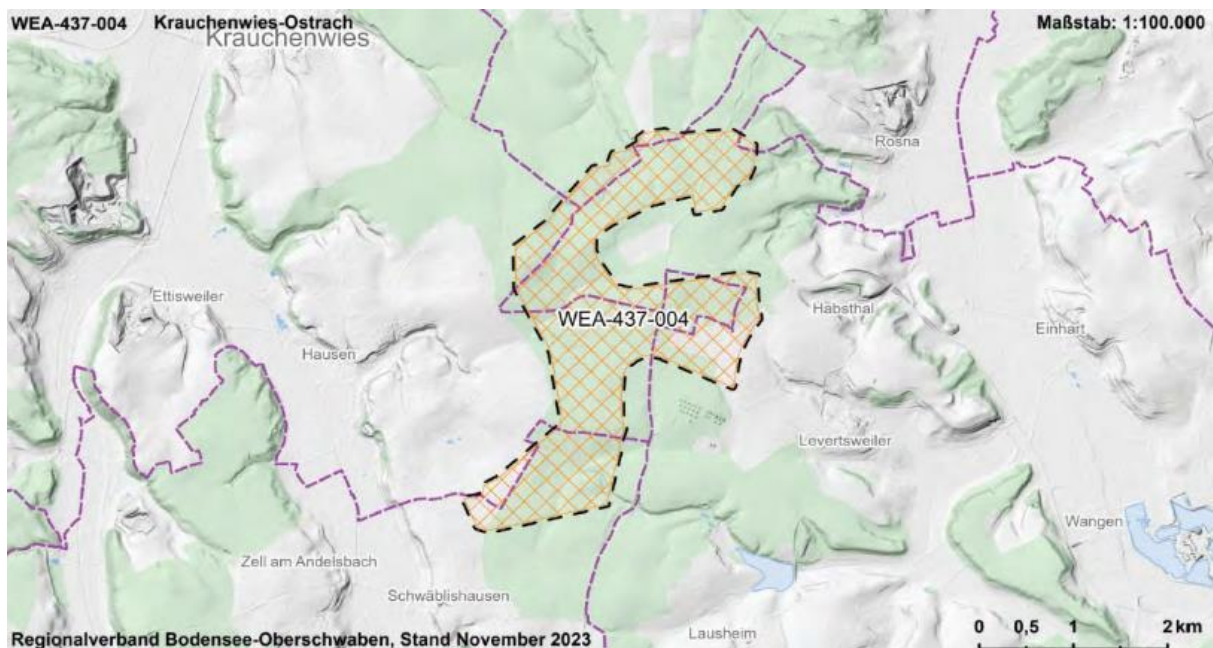 WEA-437-004 Krauchenwies-Ostrach Maßstab: 1:100.000
Krauchenwies
Rosna
Ettisweiler
Habsthal
WEA-437-004
Einhart
Hausen
Levertsweiler
Wangen
Zell am Andelsbach
Schwäblishausen
Lausheim
0 0,5 1 2 km
Regionalverband Bodensee-Oberschwaben, Stand November 2023